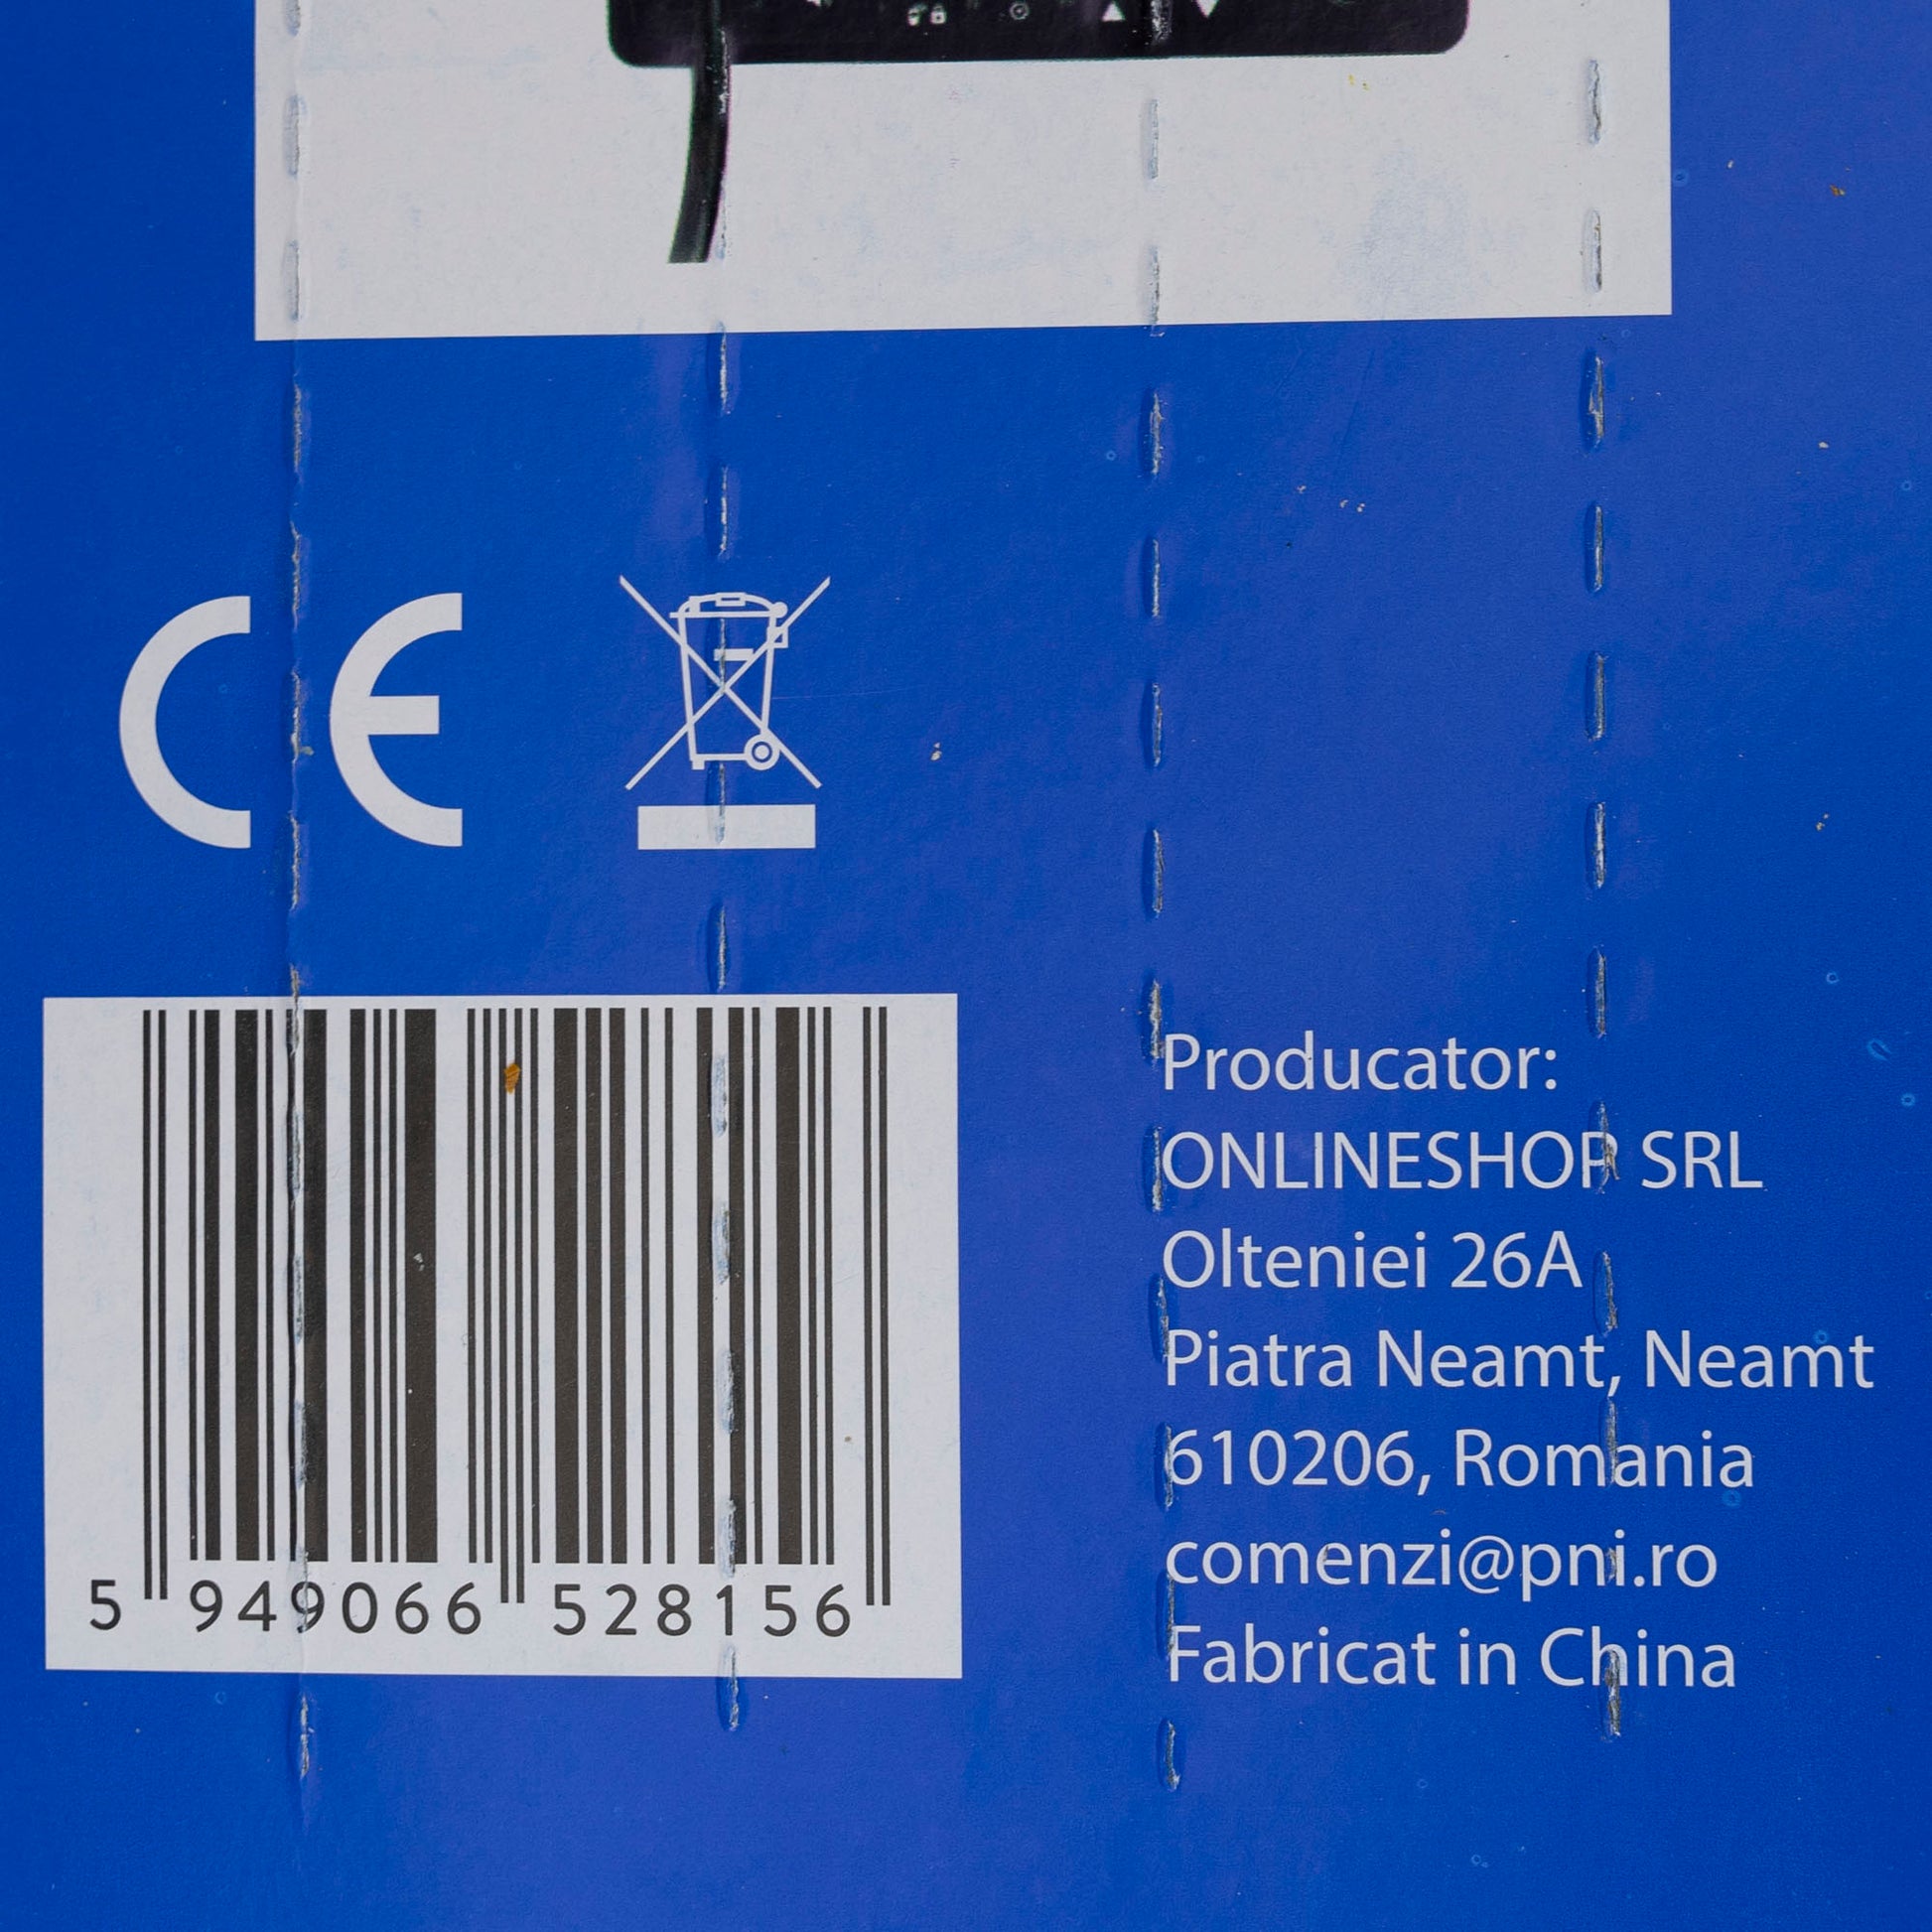 CE
5 949066 528156
Producator:
ONLINESHOP SRL
Olteniei 26A
Piatra Neamt, Neamt
610206, Romania
comenzi@pni.ro
Fabricat in China